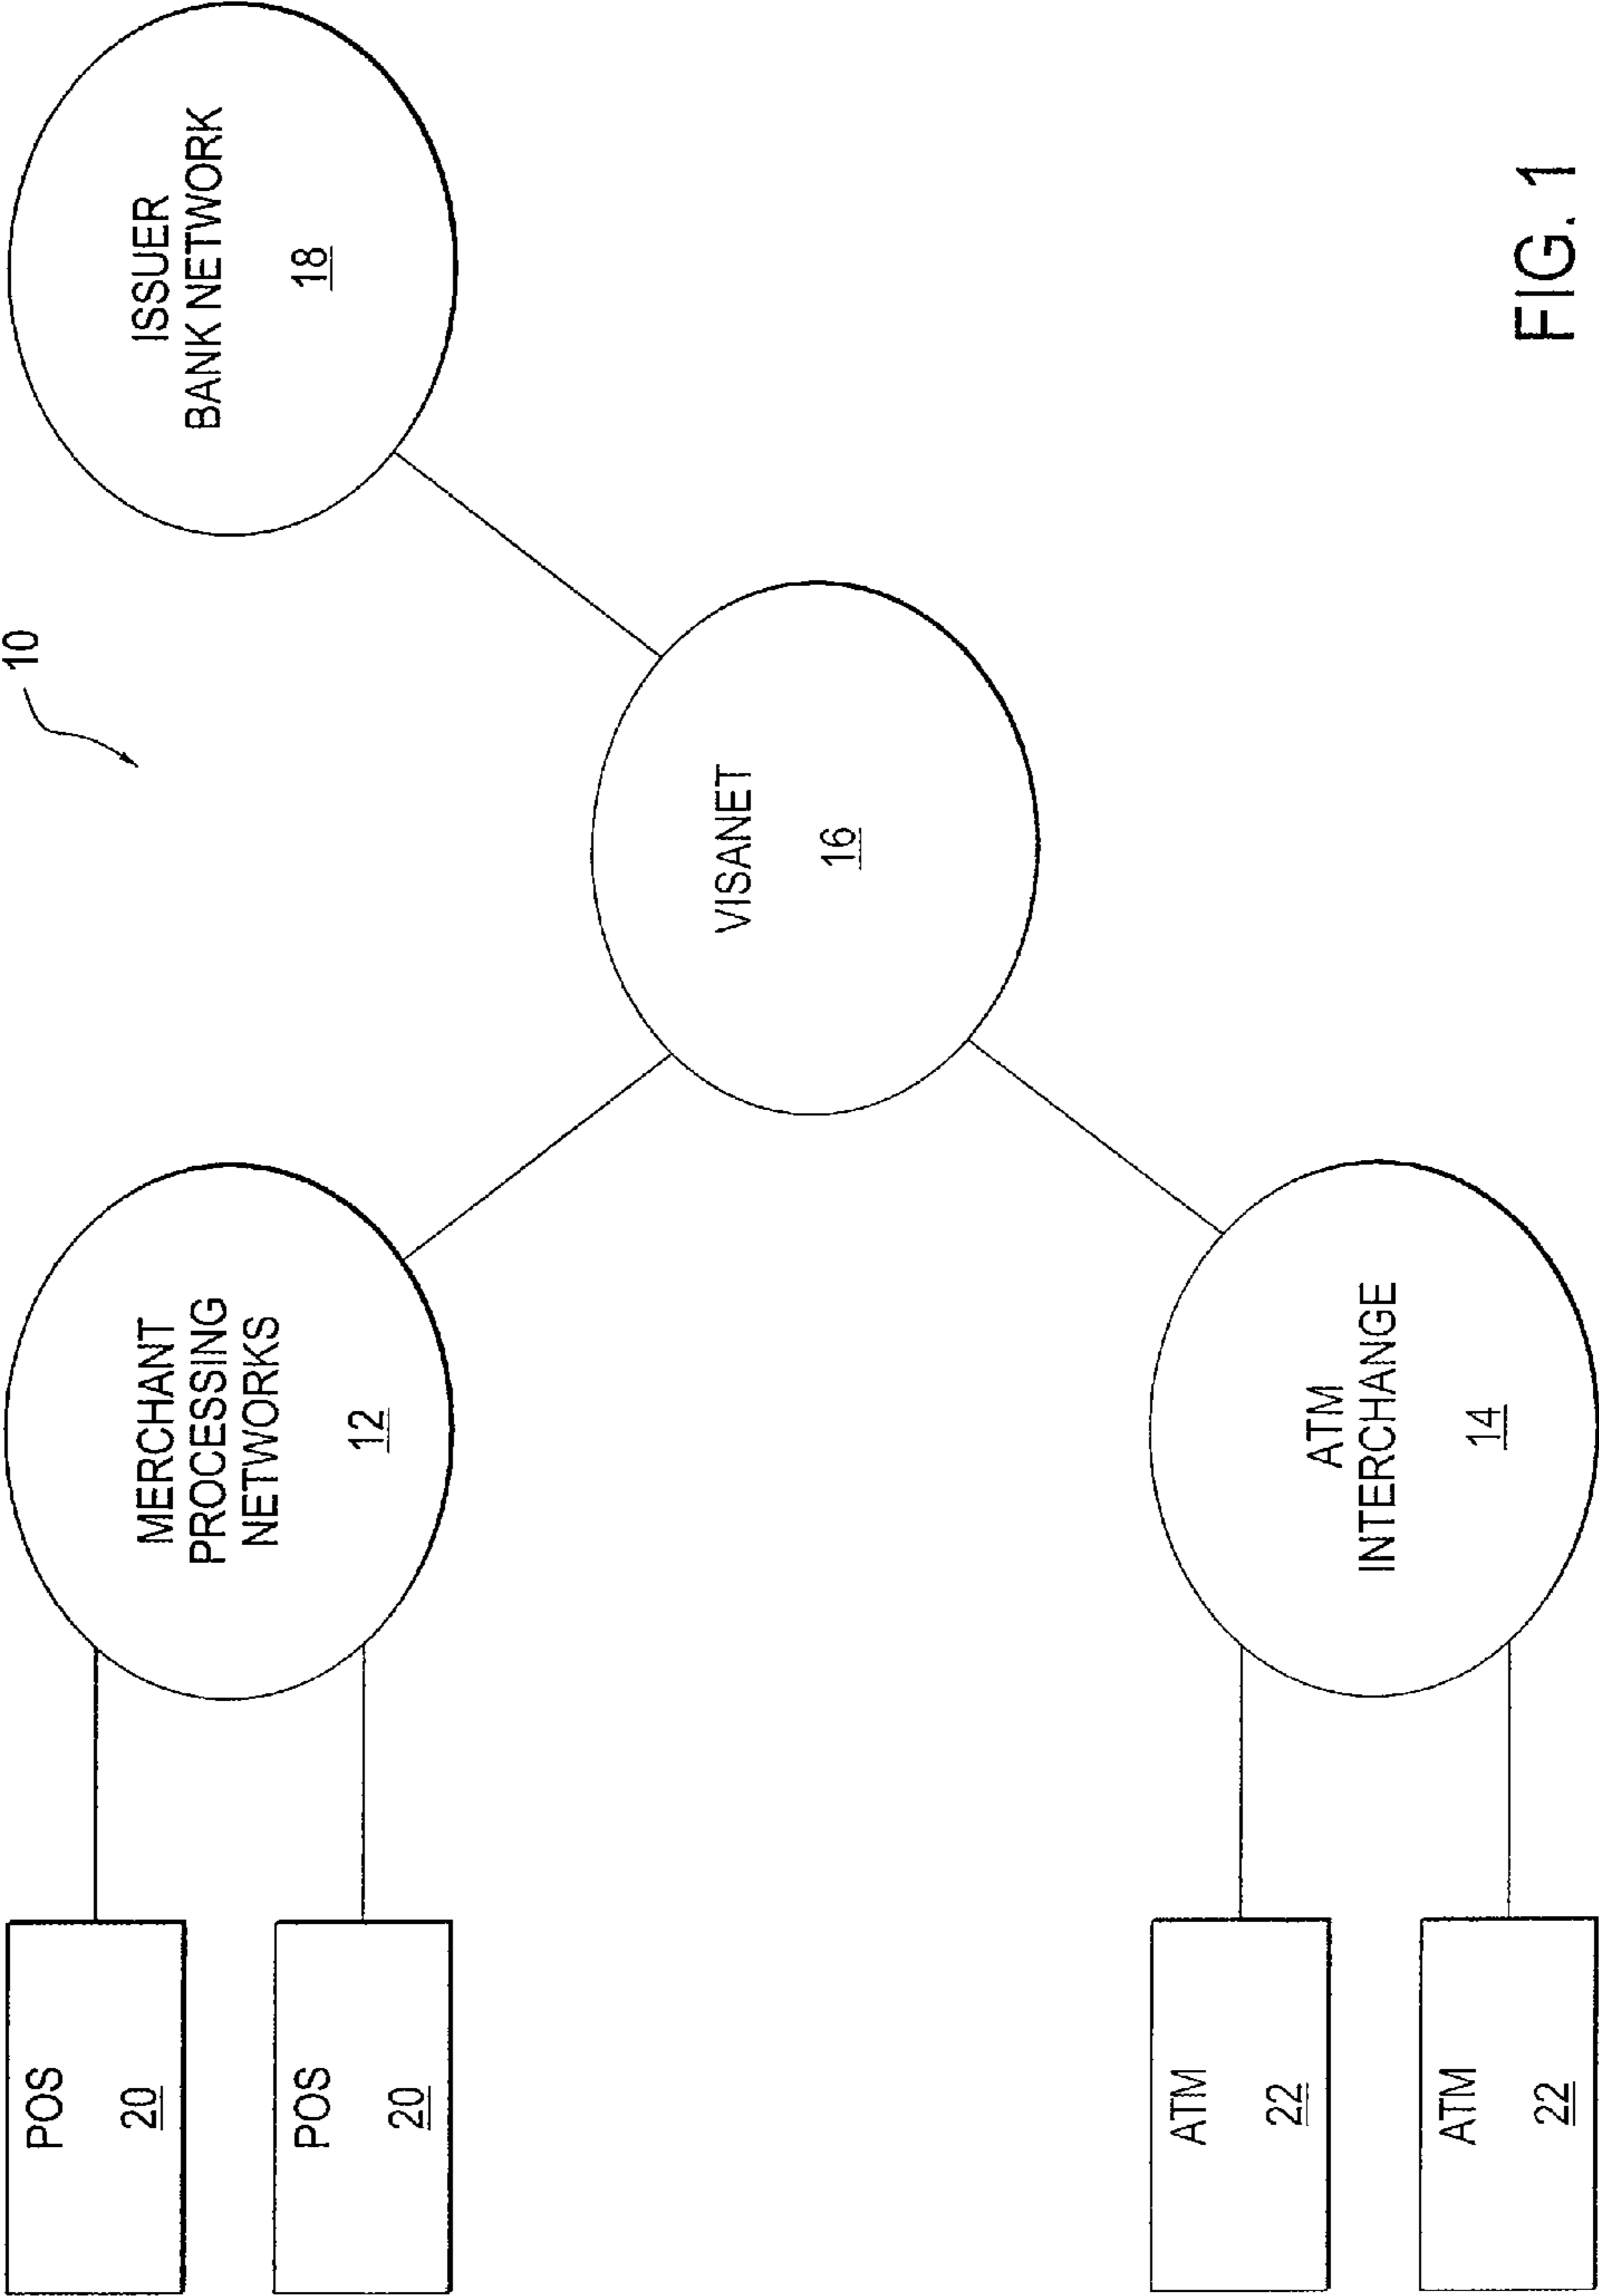 10
POS
20
POS
20
MERCHANT
PROCESSING
NETWORKS
12
VISANET
16
ISSUER
BANK NETWORK
18
ATM
22
ATM
22
ATM
INTERCHANGE
14
FIG. 1